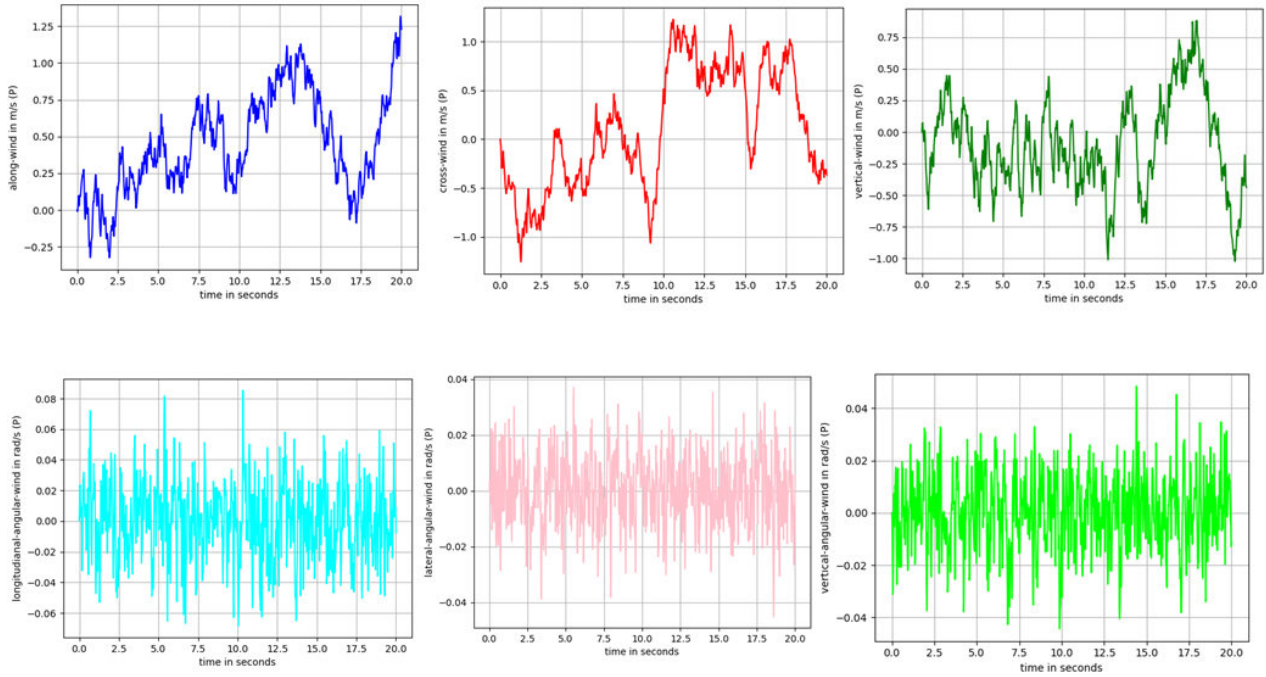 along-wind in m/s (P)
1.25
1.00
0.75
0.50
0.25
0.00
−0.25
0.0 2.5 5.0 7.5 10.0 12.5 15.0 17.5 20.0
time in seconds
cross-wind in m/s (P)
1.0
0.5
0.0
−0.5
−1.0
0.0 2.5 5.0 7.5 10.0 12.5 15.0 17.5 20.0
time in seconds
vertical-wind in m/s (P)
0.75
0.50
0.25
0.00
−0.25
−0.50
−0.75
−1.00
0.0 2.5 5.0 7.5 10.0 12.5 15.0 17.5 20.0
time in seconds
longitudianal-angular-wind in rad/s (P)
0.08
0.06
0.04
0.02
0.00
−0.02
−0.04
−0.06
0.0 2.5 5.0 7.5 10.0 12.5 15.0 17.5 20.0
time in seconds
lateral-angular-wind in rad/s (P)
0.04
0.02
0.00
−0.02
−0.04
0.0 2.5 5.0 7.5 10.0 12.5 15.0 17.5 20.0
time in seconds
vertical-angular-wind in rad/s (P)
0.04
0.02
0.00
−0.02
−0.04
0.0 2.5 5.0 7.5 10.0 12.5 15.0 17.5 20.0
time in seconds